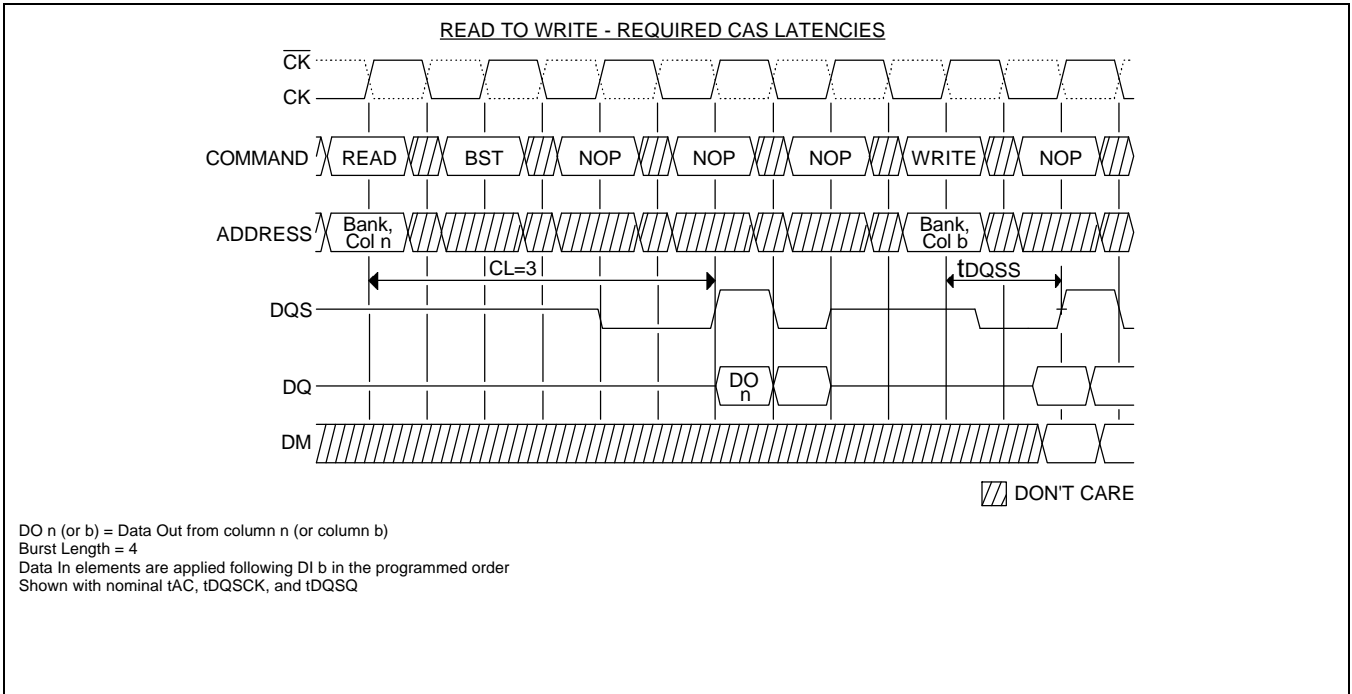 READ TO WRITE - REQUIRED CAS LATENCIES
CK
CK
COMMAND READ BST NOP NOP NOP WRITE NOP
ADDRESS Bank, Col n Bank, Col b
CL=3 tDQSS
DQS
DQ DO n
DM
DON'T CARE
DO n (or b) = Data Out from column n (or column b)
Burst Length = 4
Data In elements are applied following DI b in the programmed order
Shown with nominal tAC, tDQSCK, and tDQSQ